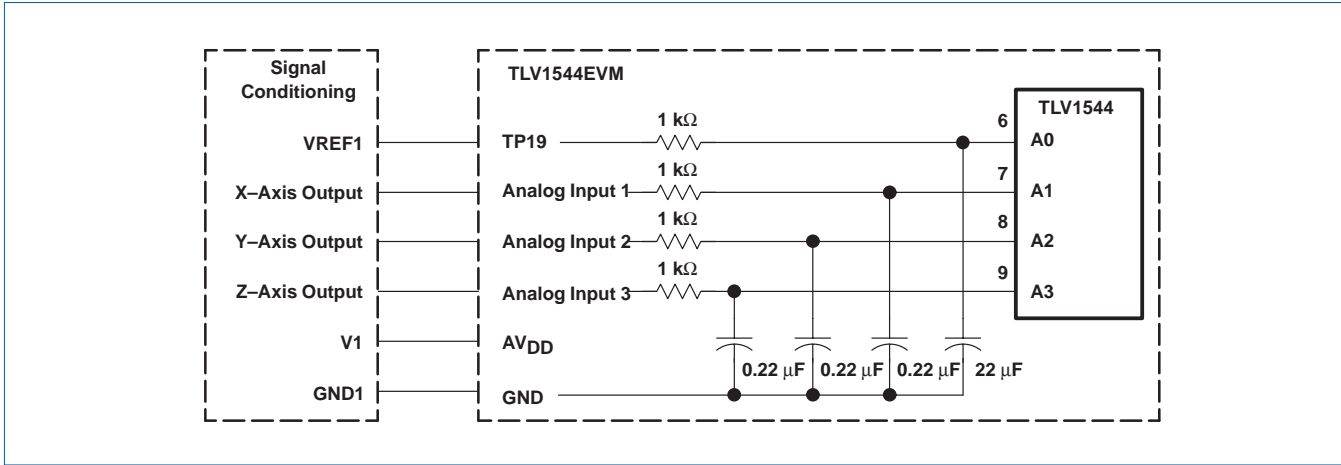 Signal
Conditioning
TLV1544EVM
TLV1544
VREF1
TP19
1 kΩ
6
A0
X–Axis Output
Analog Input 1
1 kΩ
7
A1
Y–Axis Output
Analog Input 2
1 kΩ
8
A2
Z–Axis Output
Analog Input 3
1 kΩ
9
A3
V1
AVDD
0.22 μF
0.22 μF
0.22 μF
22 μF
GND1
GND